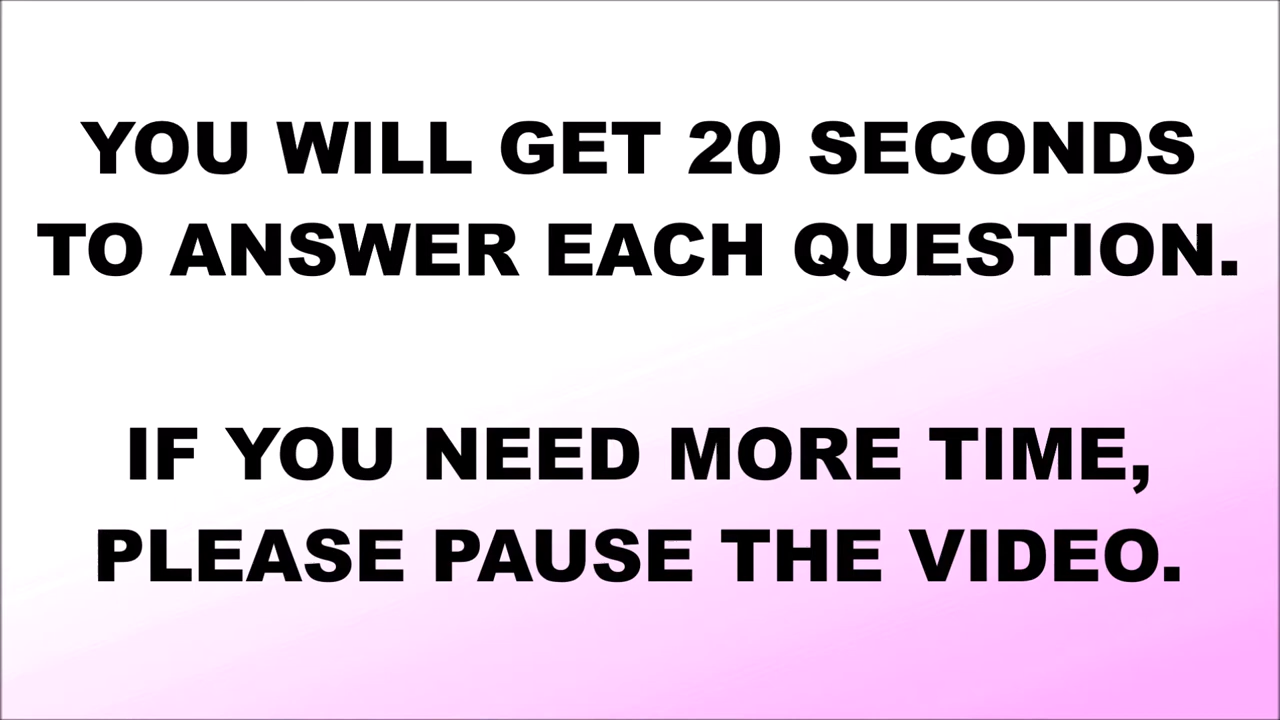 YOU WILL GET 20 SECONDS
TO ANSWER EACH QUESTION.
IF YOU NEED MORE TIME,
PLEASE PAUSE THE VIDEO.